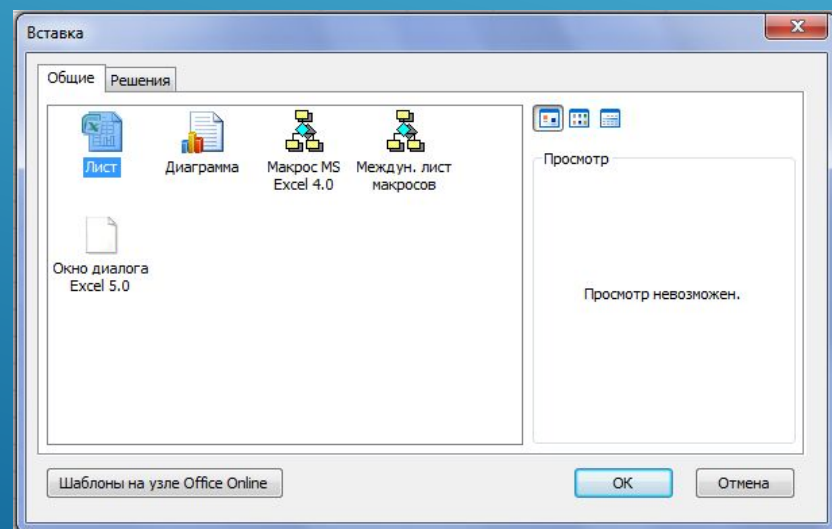 Вставка
Общие
Решения
Лист
Диаграмма
Макрос MS
Excel 4.0
Междун. лист
макросов
Окно диалога
Excel 5.0
Просмотр
Просмотр невозможен.
Шаблоны на узле Office Online
ОК
Отмена